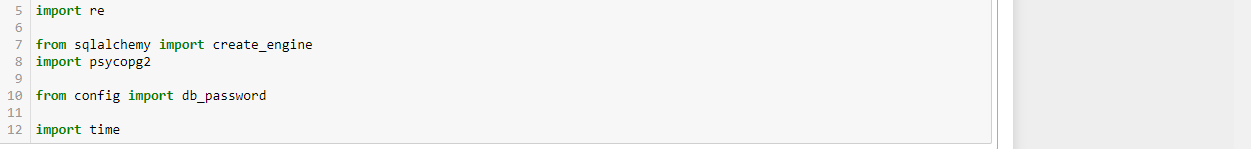 5 import re
6
7 from sqlalchemy import create_engine
8 import psycopg2
9
10 from config import db_password
11
12 import time